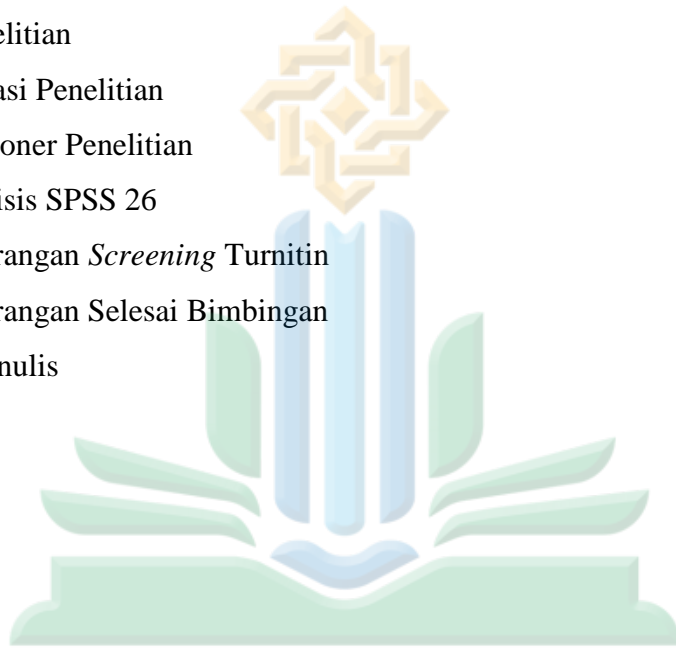 elitian
asi Penelitian
oner Penelitian
isis SPSS 26
rangan Screening Turnitin
rangan Selesai Bimbingan
nulis